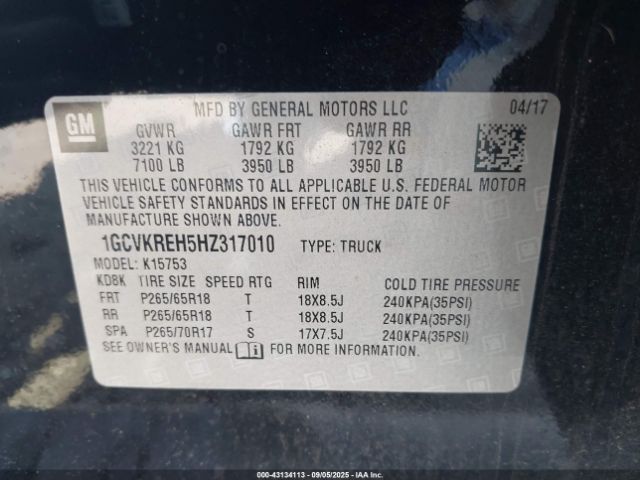 GM
MFD BY GENERAL MOTORS LLC 04/17
GVWR GAWR FRT GAWR RR
3221 KG 1792 KG 1792 KG
7100 LB 3950 LB 3950 LB
THIS VEHICLE CONFORMS TO ALL APPLICABLE U.S. FEDERAL MOTOR
VEHICLE SAFETY STANDARDS IN EFFECT ON THE DATE OF
MANUFACTURE SHOWN ABOVE.
1GCVKREH5HZ317010 TYPE: TRUCK
MODEL: K15753
KD8K TIRE SIZE SPEED RTG RIM COLD TIRE PRESSURE
FRT P265/65R18 T 18X8.5J 240KPA(35PSI)
RR P265/65R18 T 18X8.5J 240KPA(35PSI)
SPA P265/70R17 S 17X7.5J 240KPA(35PSI)
SEE OWNER'S MANUAL FOR MORE INFORMATION.
000-43134113 - 09/05/2025 - IAA Inc.